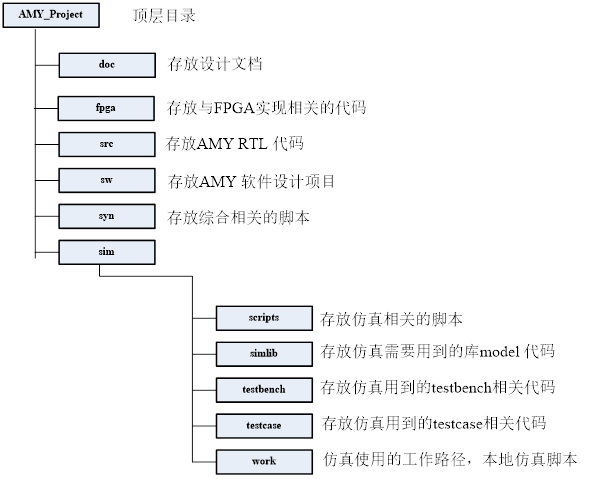 AMY_Project 顶层目录
doc 存放设计文档
fpga 存放与FPGA实现相关的代码
src 存放AMY RTL 代码
sw 存放AMY 软件设计项目
syn 存放综合相关的脚本
sim
scripts 存放仿真相关的脚本
simlib 存放仿真需要用到的库model 代码
testbench 存放仿真用到的testbench相关代码
testcase 存放仿真用到的testcase相关代码
work 仿真使用的工作路径，本地仿真脚本